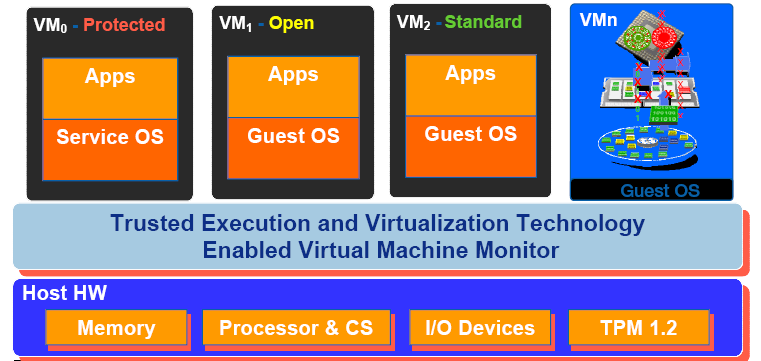 VM₀ - Protected
Apps
Service OS
VM₁ - Open
Apps
Guest OS
VM₂ - Standard
Apps
Guest OS
VMn
Guest OS
Trusted Execution and Virtualization Technology
Enabled Virtual Machine Monitor
Host HW
Memory
Processor & CS
I/O Devices
TPM 1.2